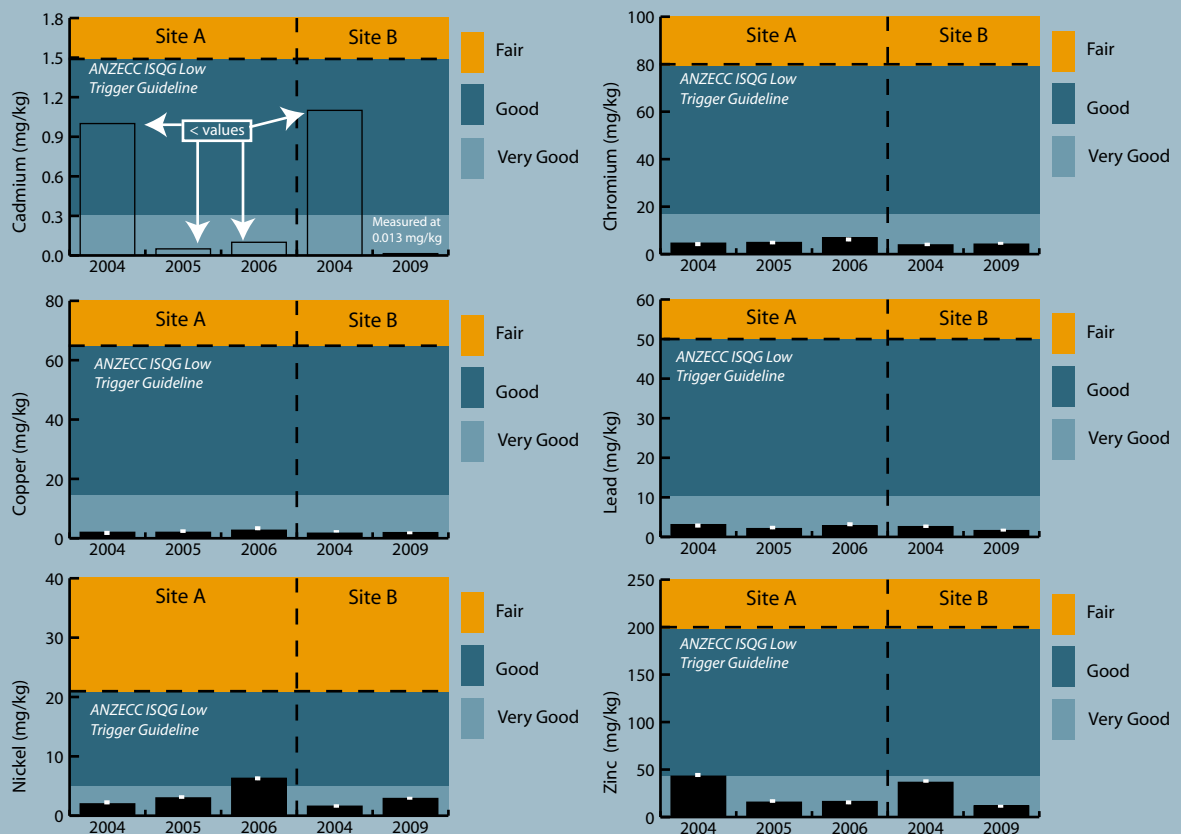 Cadmium (mg/kg)
1.8
1.5
1.2
0.9
0.6
0.3
0.0
Site A
Site B
ANZECC ISQG Low
Trigger Guideline
< values
Measured at
0.013 mg/kg
2004 2005 2006 2004 2009
Fair
Good
Very Good
Chromium (mg/kg)
100
80
60
40
20
0
Site A
Site B
ANZECC ISQG Low
Trigger Guideline
2004 2005 2006 2004 2009
Fair
Good
Very Good
Copper (mg/kg)
80
60
40
20
0
Site A
Site B
ANZECC ISQG Low
Trigger Guideline
2004 2005 2006 2004 2009
Fair
Good
Very Good
Lead (mg/kg)
60
50
40
30
20
10
0
Site A
Site B
ANZECC ISQG Low
Trigger Guideline
2004 2005 2006 2004 2009
Fair
Good
Very Good
Nickel (mg/kg)
40
30
20
10
0
Site A
Site B
ANZECC ISQG Low
Trigger Guideline
2004 2005 2006 2004 2009
Fair
Good
Very Good
Zinc (mg/kg)
250
200
150
100
50
0
Site A
Site B
ANZECC ISQG Low
Trigger Guideline
2004 2005 2006 2004 2009
Fair
Good
Very Good